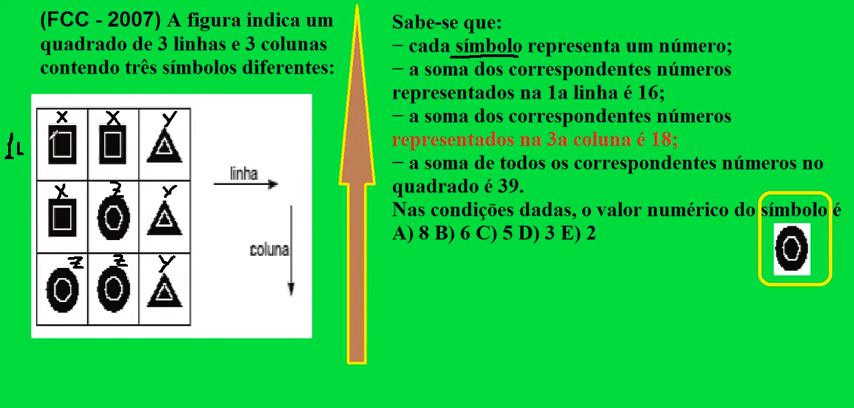 (FCC - 2007) A figura indica um
quadrado de 3 linhas e 3 colunas
contendo três símbolos diferentes:
1L
X X Y
X Z Y
Z Z Y
linha
coluna
Sabe-se que:
− cada símbolo representa um número;
− a soma dos correspondentes números
representados na 1a linha é 16;
− a soma dos correspondentes números
representados na 3a coluna é 18;
− a soma de todos os correspondentes números no
quadrado é 39.
Nas condições dadas, o valor numérico do símbolo é
A) 8 B) 6 C) 5 D) 3 E) 2